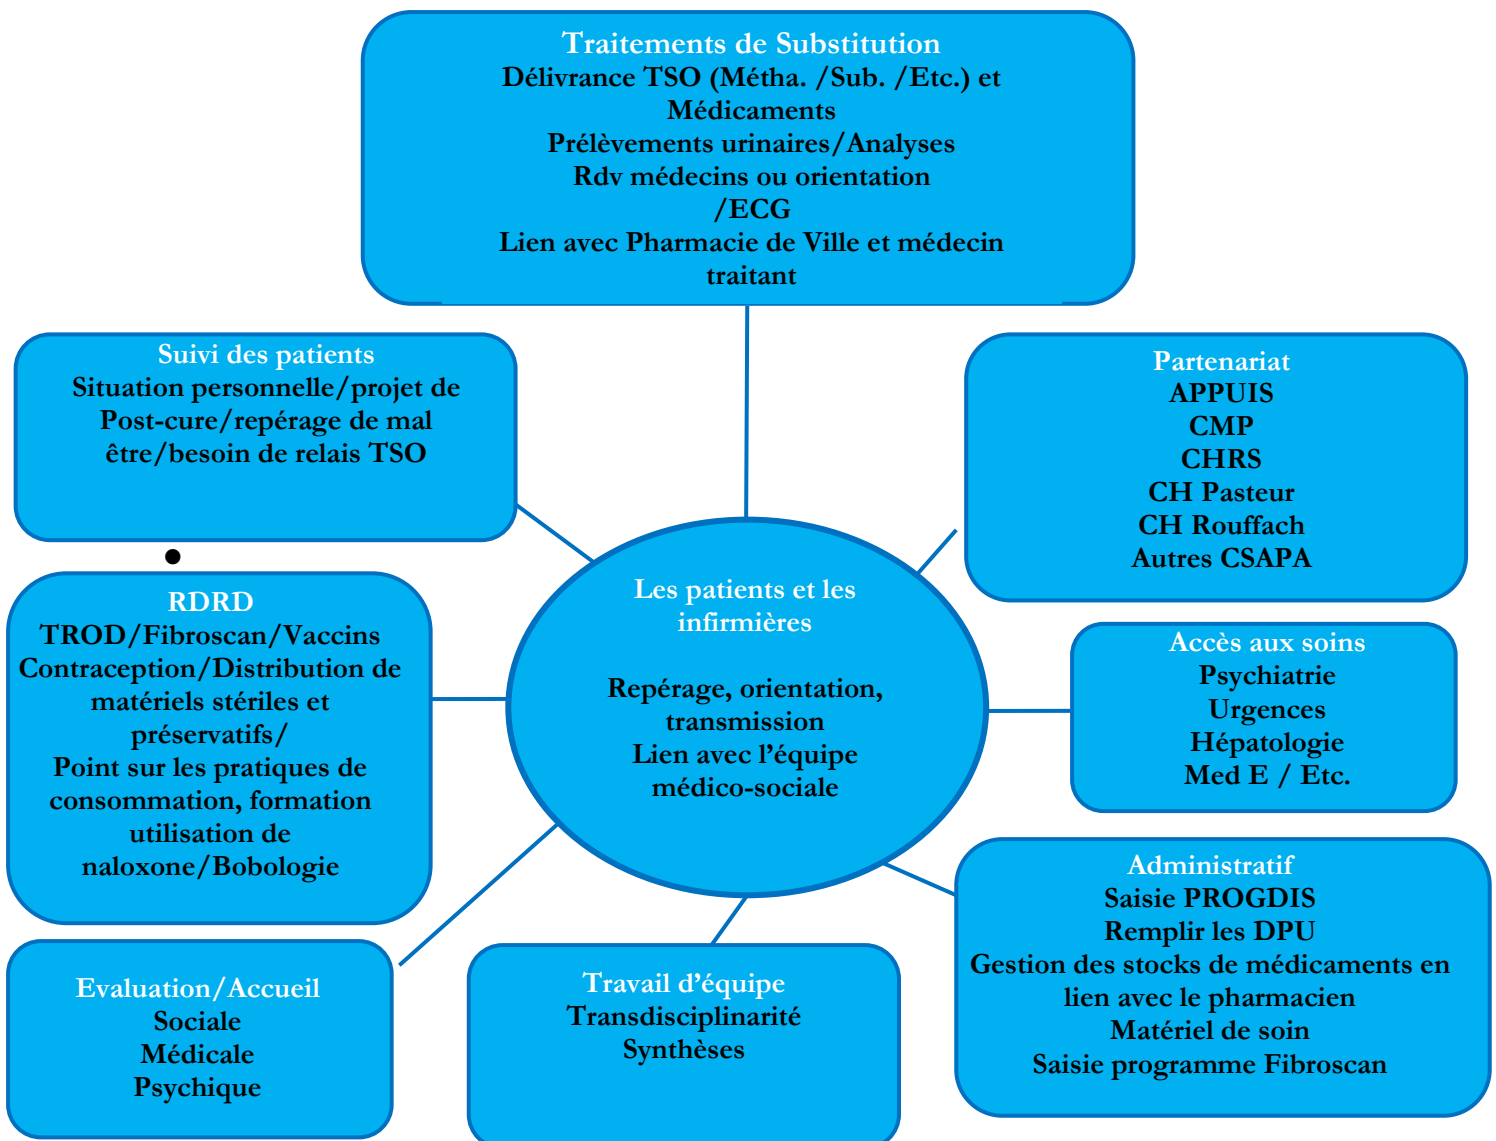 Traitements de Substitution
Délivrance TSO (Métha. /Sub. /Etc.) et
Médicaments
Prélèvements urinaires/Analyses
Rdv médecins ou orientation
/ECG
Lien avec Pharmacie de Ville et médecin
traitant
Suivi des patients
Situation personnelle/projet de
Post-cure/repérage de mal
être/besoin de relais TSO
Partenariat
APPUIS
CMP
CHRS
CH Pasteur
CH Rouffach
Autres CSAPA
RDRD
TROD/Fibroscan/Vaccins
Contraception/Distribution de
matériels stériles et
préservatifs/
Point sur les pratiques de
consommation, formation
utilisation de
naloxone/Bobologie
Les patients et les
infirmières
Repérage, orientation,
transmission
Lien avec l’équipe
médico-sociale
Accès aux soins
Psychiatrie
Urgences
Hépatologie
Med E / Etc.
Administratif
Saisie PROGDIS
Remplir les DPU
Gestion des stocks de médicaments en
lien avec le pharmacien
Matériel de soin
Saisie programme Fibroscan
Evaluation/Accueil
Sociale
Médicale
Psychique
Travail d’équipe
Transdisciplinarité
Synthèses